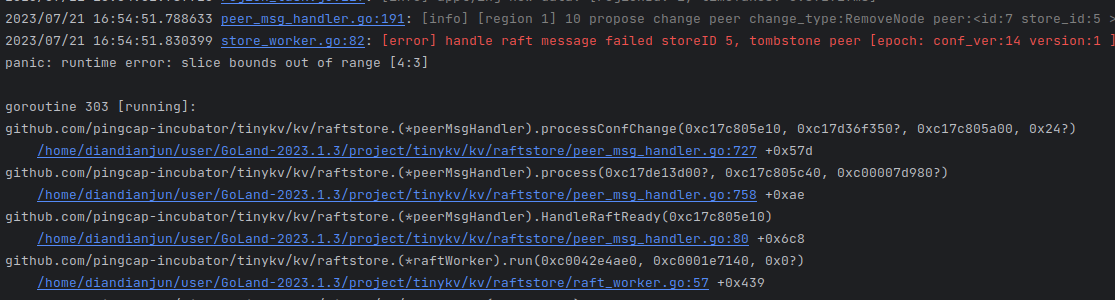 2023/07/21 16:54:51.788633 peer_msg_handler.go:191: [info] [region 1] 10 propose change peer change_type:RemoveNode peer:<id:7 store_id:5 >
2023/07/21 16:54:51.830399 store_worker.go:82: [error] handle raft message failed storeID 5, tombstone peer [epoch: conf_ver:14 version:1 ]
panic: runtime error: slice bounds out of range [4:3]
goroutine 303 [running]:
github.com/pingcap-incubator/tinykv/kv/raftstore.(*peerMsgHandler).processConfChange(0xc17c805e10, 0xc17d36f350?, 0xc17c805a00, 0x24?)
/home/diandianjun/user/GoLand-2023.1.3/project/tinykv/kv/raftstore/peer_msg_handler.go:727 +0x57d
github.com/pingcap-incubator/tinykv/kv/raftstore.(*peerMsgHandler).process(0xc17de13d00?, 0xc17c805c40, 0xc00007d980?)
/home/diandianjun/user/GoLand-2023.1.3/project/tinykv/kv/raftstore/peer_msg_handler.go:758 +0xae
github.com/pingcap-incubator/tinykv/kv/raftstore.(*peerMsgHandler).HandleRaftReady(0xc17c805e10)
/home/diandianjun/user/GoLand-2023.1.3/project/tinykv/kv/raftstore/peer_msg_handler.go:80 +0x6c8
github.com/pingcap-incubator/tinykv/kv/raftstore.(*raftWorker).run(0xc0042e4ae0, 0xc0001e7140, 0x0?)
/home/diandianjun/user/GoLand-2023.1.3/project/tinykv/kv/raftstore/raft_worker.go:57 +0x439